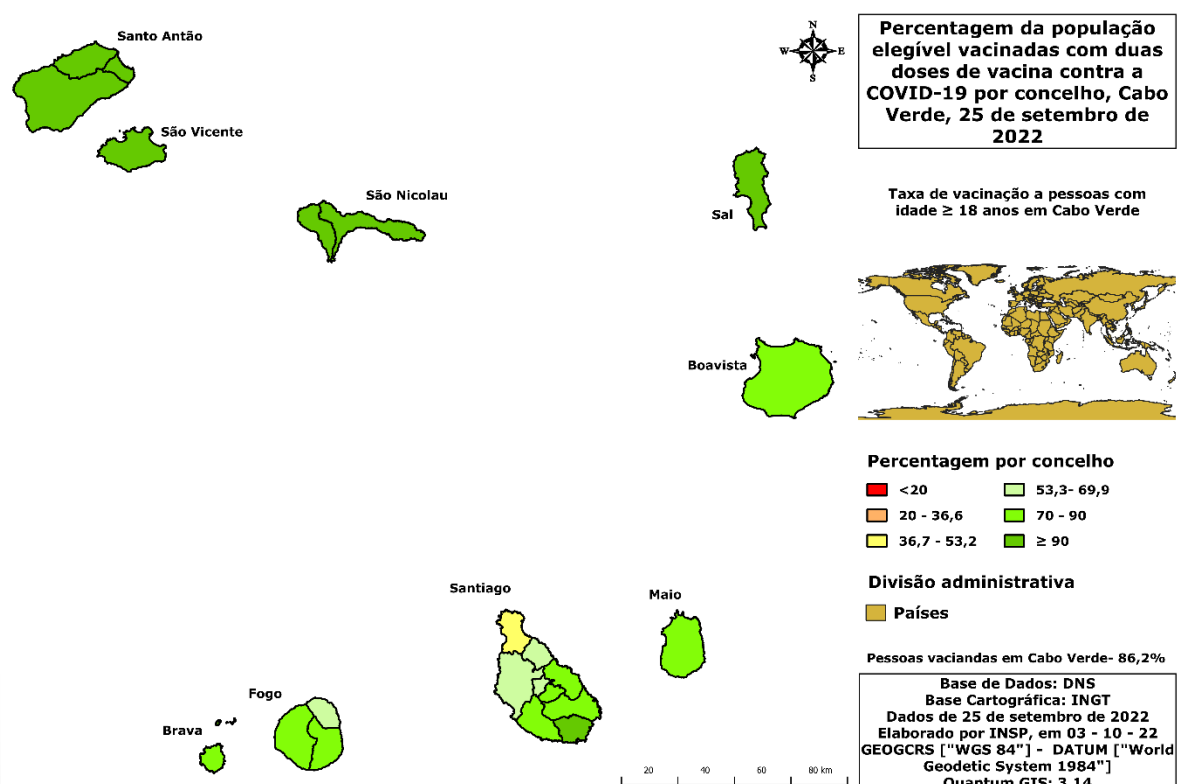 Percentagem da população
elegível vacinadas com duas
doses de vacina contra a
COVID-19 por concelho, Cabo
Verde, 25 de setembro de
2022
N
W E
S
Santo Antão
São Vicente
São Nicolau
Sal
Boavista
Taxa de vacinação a pessoas com
idade ≥ 18 anos em Cabo Verde
Percentagem por concelho
<20
20 - 36,6
36,7 - 53,2
53,3- 69,9
70 - 90
≥ 90
Divisão administrativa
Países
Santiago
Maio
Fogo
Brava
Pessoas vaciandas em Cabo Verde- 86,2%
Base de Dados: DNS
Base Cartográfica: INGT
Dados de 25 de setembro de 2022
Elaborado por INSP, em 03 - 10 - 22
GEOGCRS ["WGS 84"] - DATUM ["World
Geodetic System 1984"]
Quantum GIS: 3.14
20 40 60 80 km